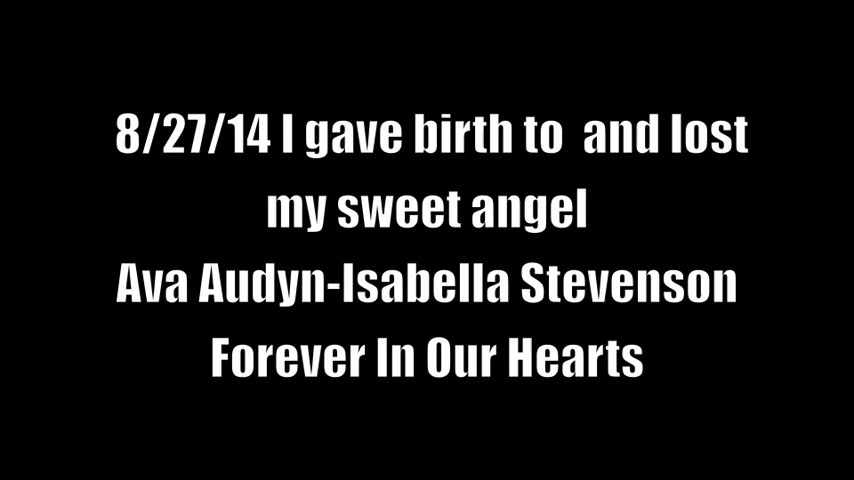 8/27/14 I gave birth to  and lost
my sweet angel
Ava Audyn-Isabella Stevenson
Forever In Our Hearts